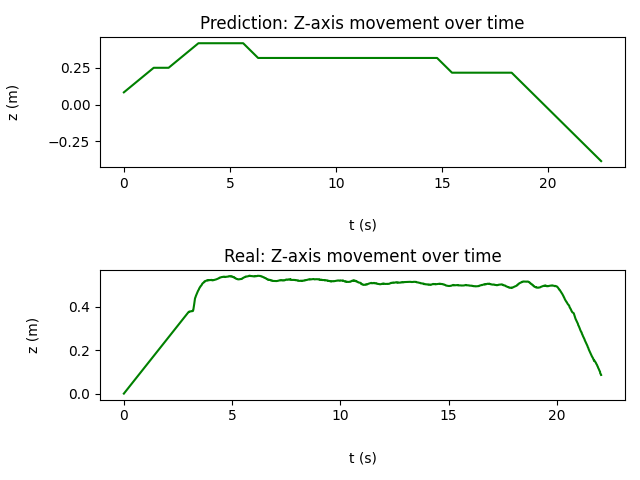 Prediction: Z-axis movement over time
z (m)
0.25
0.00
−0.25
0 5 10 15 20
t (s)
Real: Z-axis movement over time
z (m)
0.4
0.2
0.0
0 5 10 15 20
t (s)